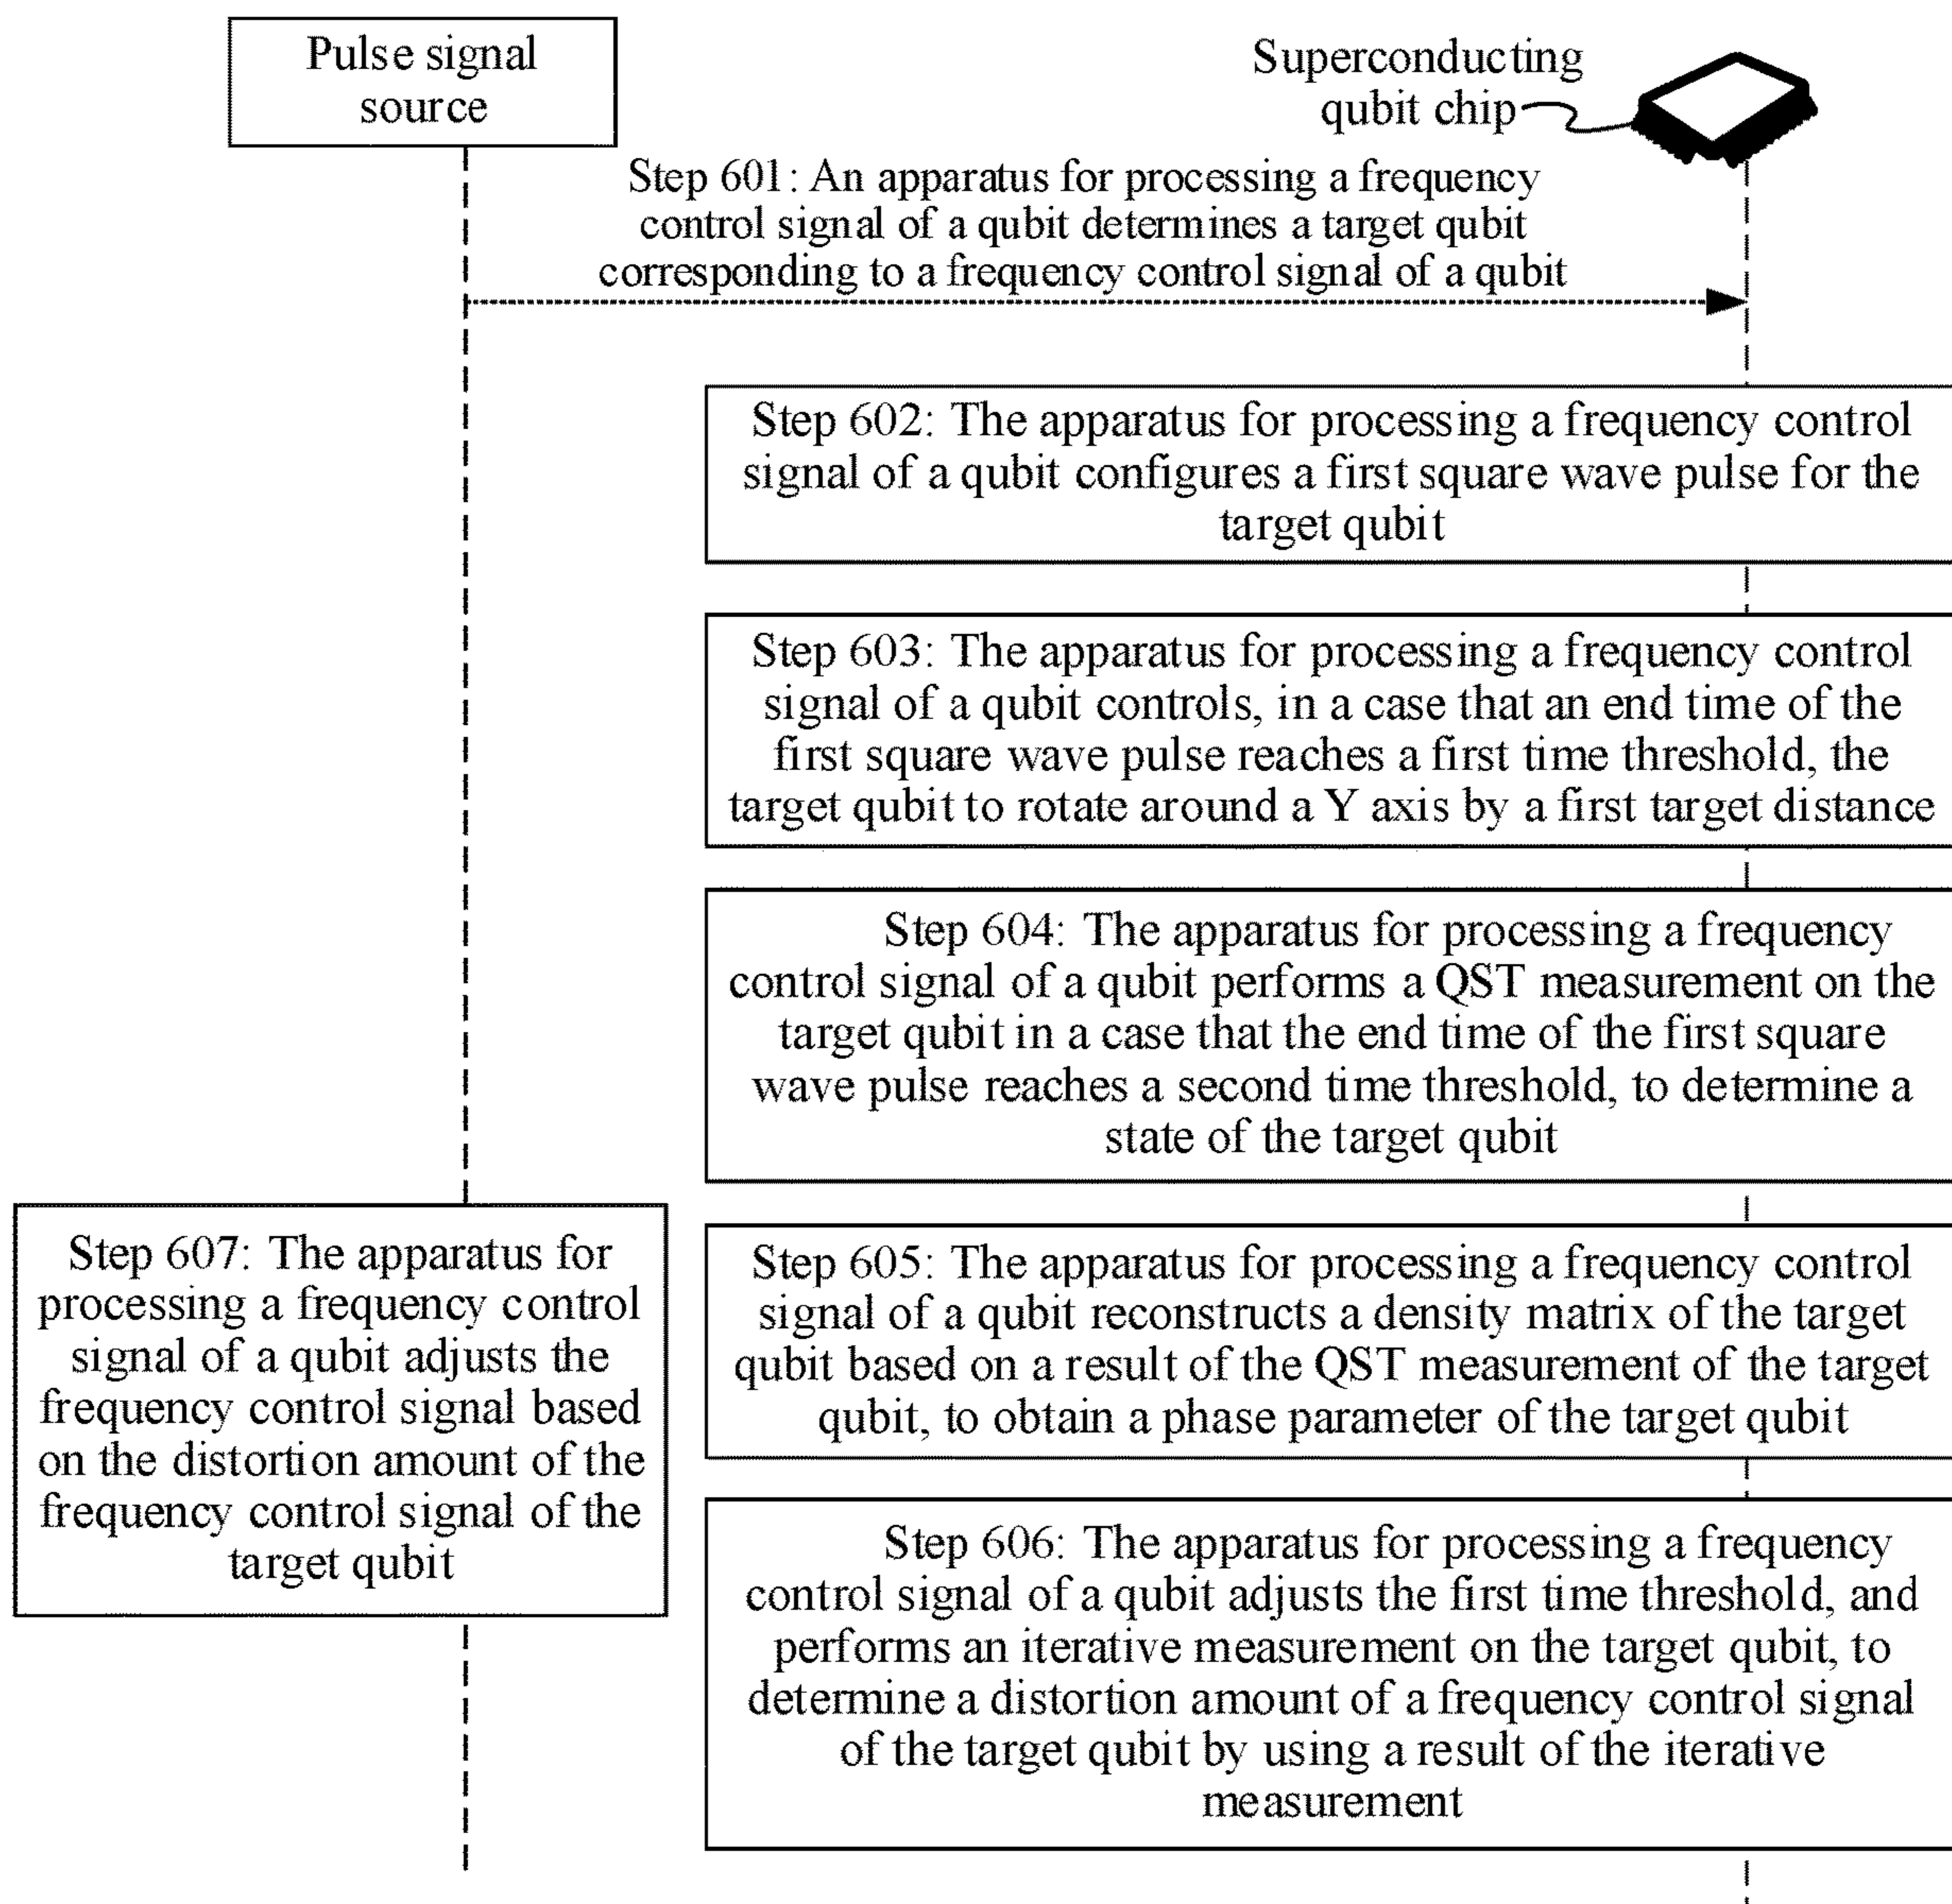 Pulse signal
source
Superconducting
qubit chip
Step 601: An apparatus for processing a frequency
control signal of a qubit determines a target qubit
corresponding to a frequency control signal of a qubit
Step 602: The apparatus for processing a frequency control
signal of a qubit configures a first square wave pulse for the
target qubit
Step 603: The apparatus for processing a frequency control
signal of a qubit controls, in a case that an end time of the
first square wave pulse reaches a first time threshold, the
target qubit to rotate around a Y axis by a first target distance
Step 604: The apparatus for processing a frequency
control signal of a qubit performs a QST measurement on the
target qubit in a case that the end time of the first square
wave pulse reaches a second time threshold, to determine a
state of the target qubit
Step 605: The apparatus for processing a frequency control
signal of a qubit reconstructs a density matrix of the target
qubit based on a result of the QST measurement of the target
qubit, to obtain a phase parameter of the target qubit
Step 606: The apparatus for processing a frequency
control signal of a qubit adjusts the first time threshold, and
performs an iterative measurement on the target qubit, to
determine a distortion amount of a frequency control signal
of the target qubit by using a result of the iterative
measurement
Step 607: The apparatus for
processing a frequency control
signal of a qubit adjusts the
frequency control signal based
on the distortion amount of the
frequency control signal of the
target qubit